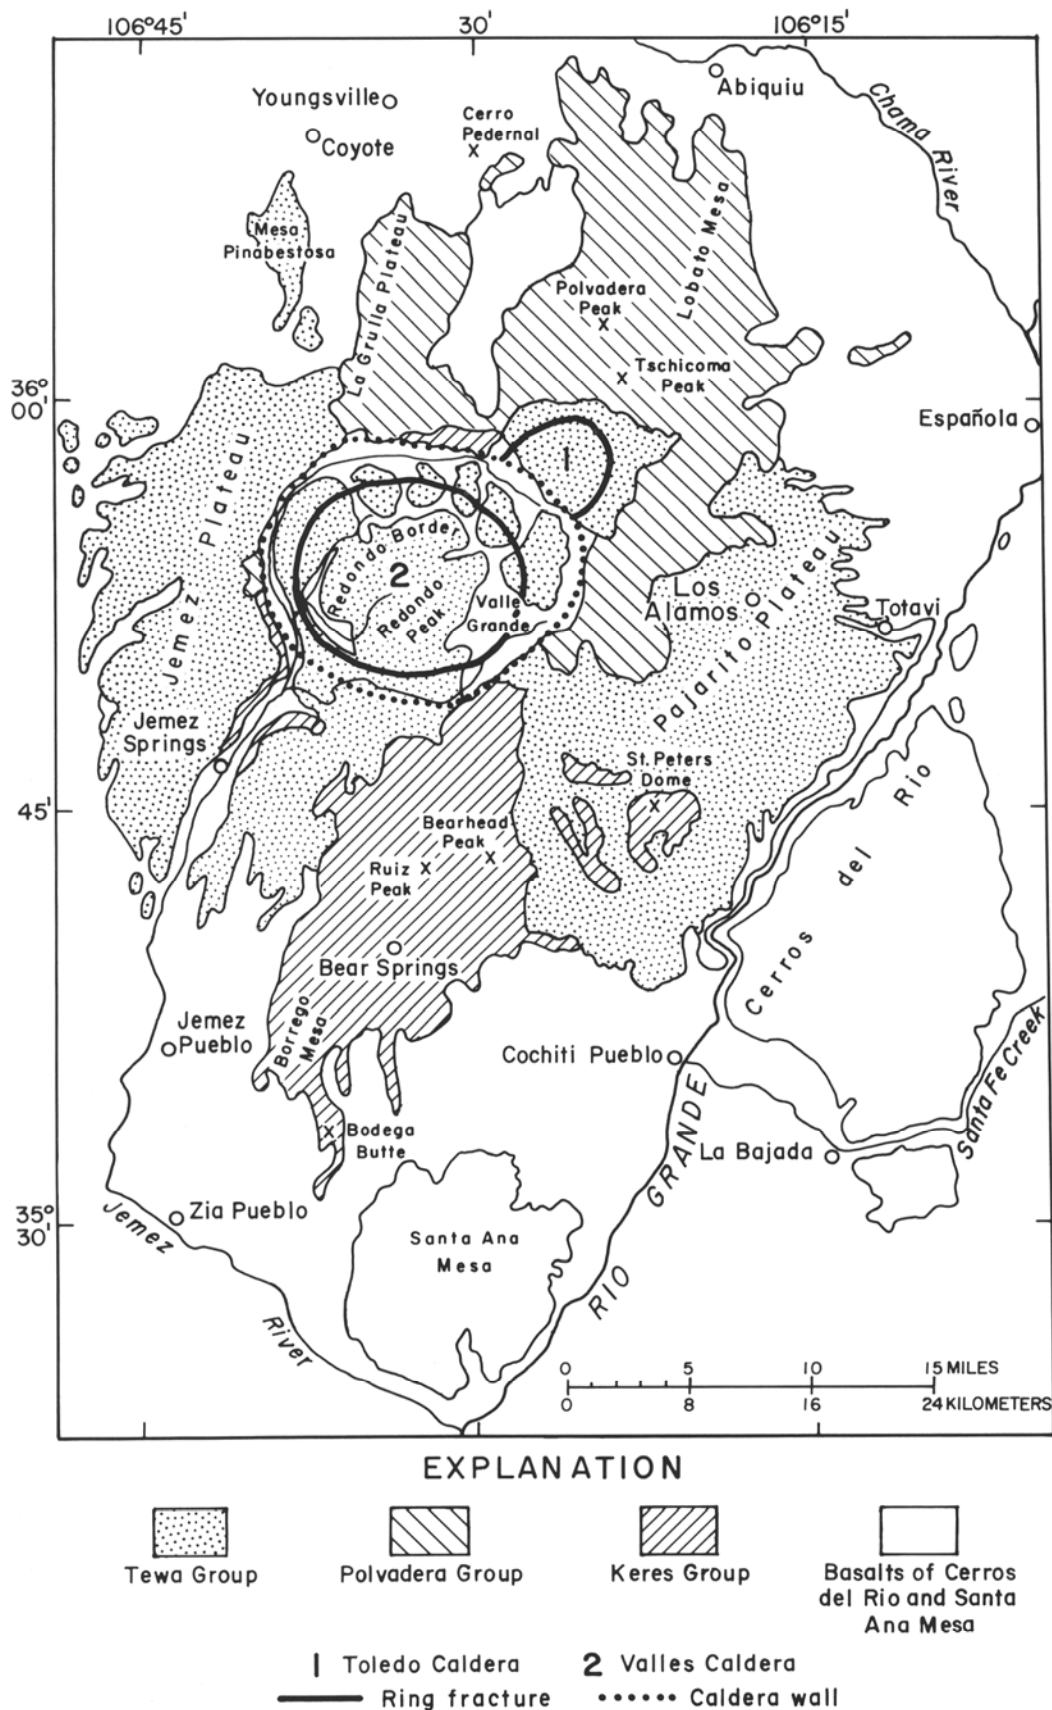 106°45'
30'
106°15'
Youngsville
Abiquiu
Cerro
Pedernal
Coyote
Chama River
Mesa
Pinabestosa
La Grulla Plateau
Lobato Mesa
Polvadera
Peak
Tschicoma
Peak
36°
00'
Española
1
Jemez Plateau
Redondo Border
2
Redondo
Peak
Valle
Grande
Los
Alamos
Totavi
Pajarito Plateau
Jemez
Springs
St. Peters
Dome
45'
Bearhead
Peak
Ruiz
Peak
Cerros del Rio
Bear Springs
Borrego
Mesa
Jemez
Pueblo
Cochiti Pueblo
Santa Fe Creek
Bodega
Butte
La Bajada
Zia Pueblo
35°
30'
Santa Ana
Mesa
RIO GRANDE
Jemez River
0 5 10 15 MILES
0 8 16 24 KILOMETERS
EXPLANATION
Tewa Group
Polvadera Group
Keres Group
Basalts of Cerros
del Rio and Santa
Ana Mesa
1 Toledo Caldera
2 Valles Caldera
Ring fracture
Caldera wall